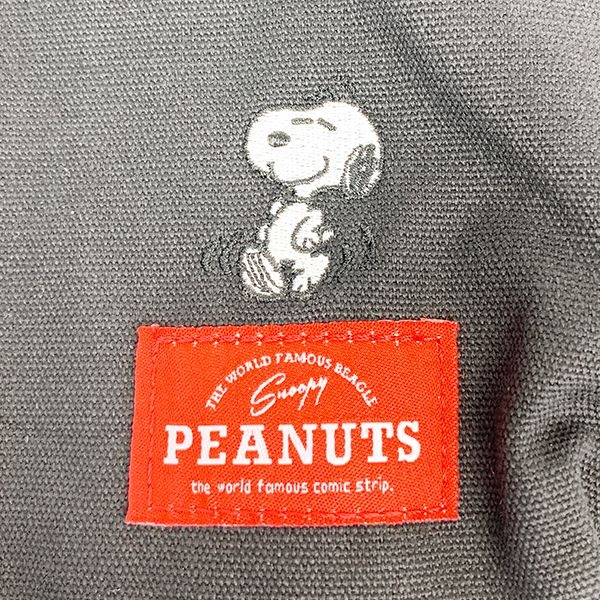 THE WORLD FAMOUS BEAGLE
Snoopy
PEANUTS
the world famous comic strip.